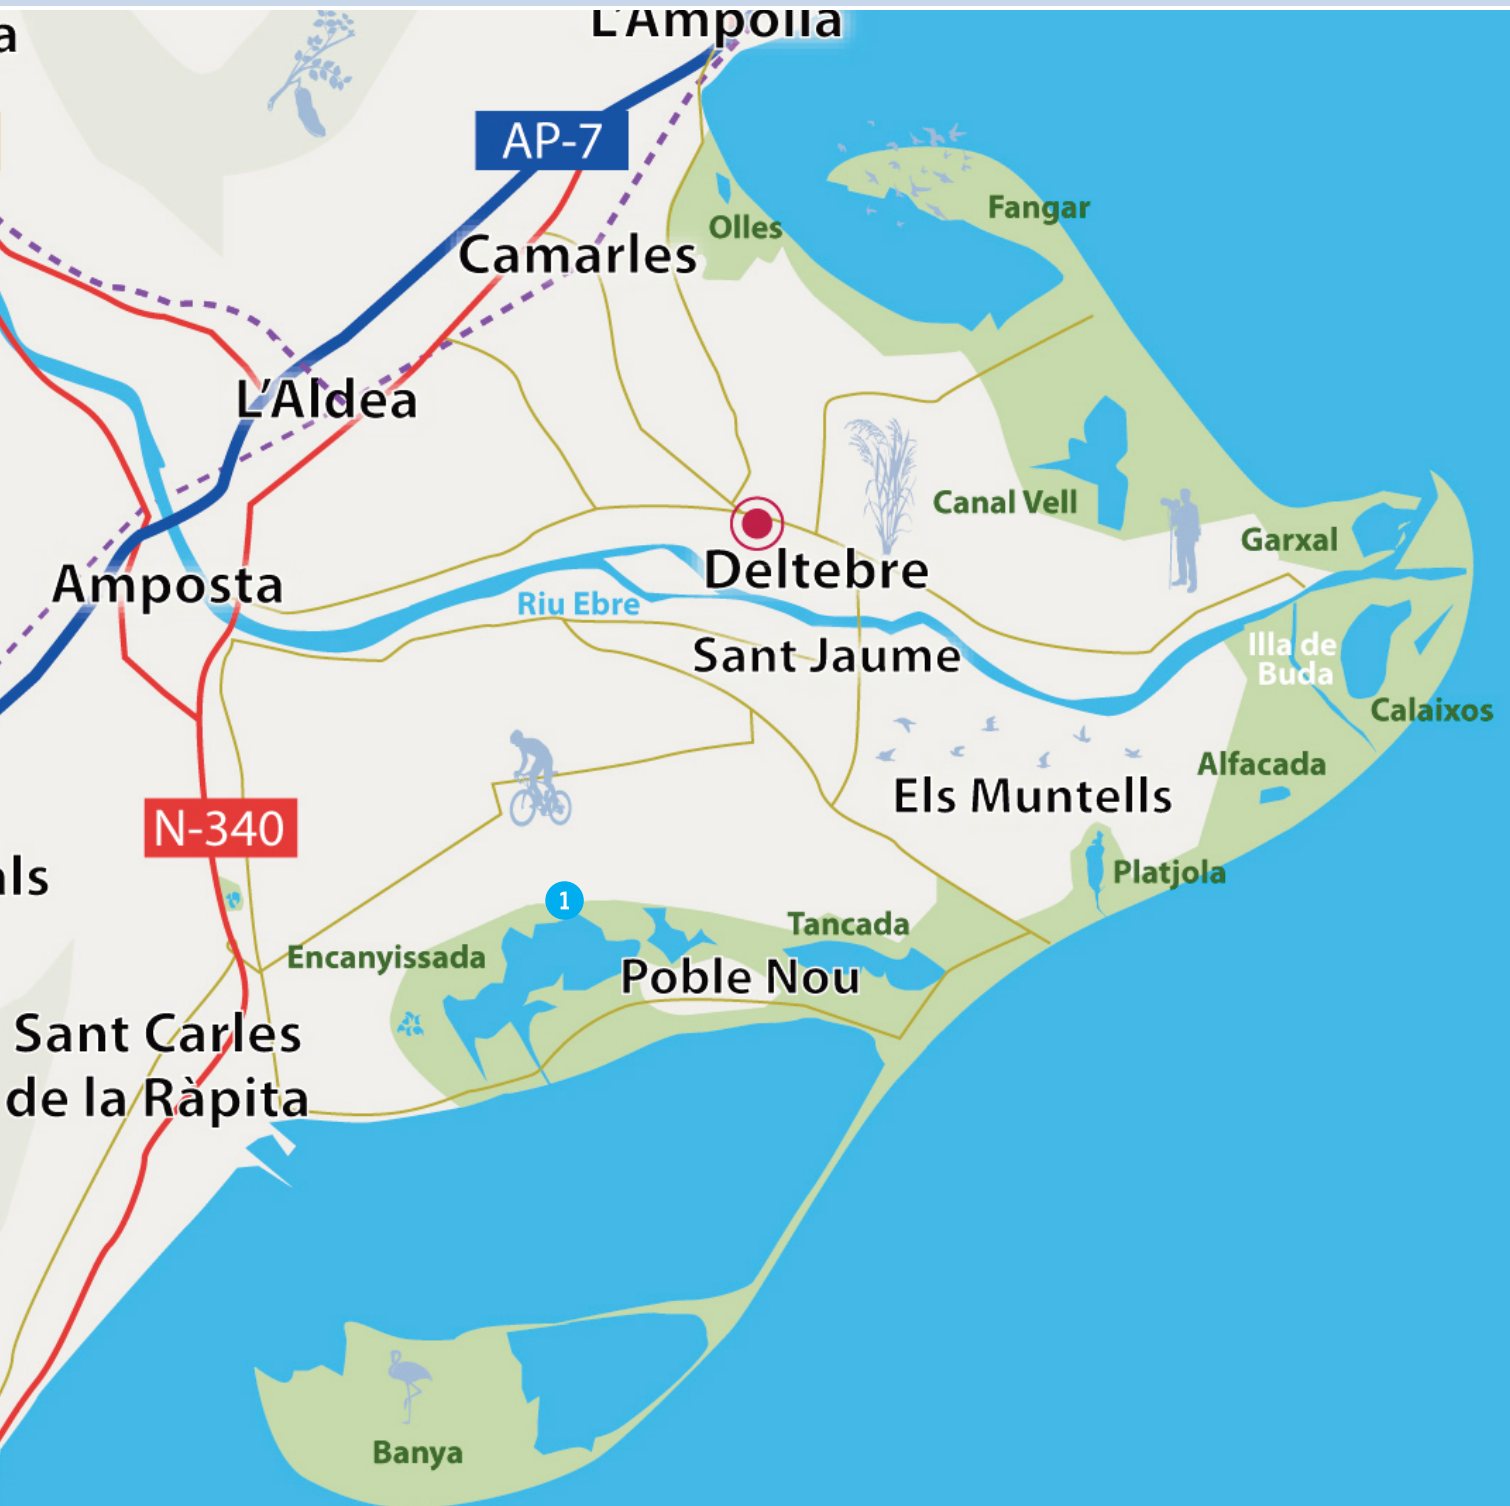 L'Ampolla
AP-7
Fangar
Olles
Camarles
L'Aldea
Canal Vell
Garxal
Deltebre
Amposta
Riu Ebre
Sant Jaume
Illa de
Buda
Calaixos
Alfacada
Els Muntells
N-340
Platjola
1
Tancada
Encanyissada
Poble Nou
Sant Carles
de la Ràpita
Banya